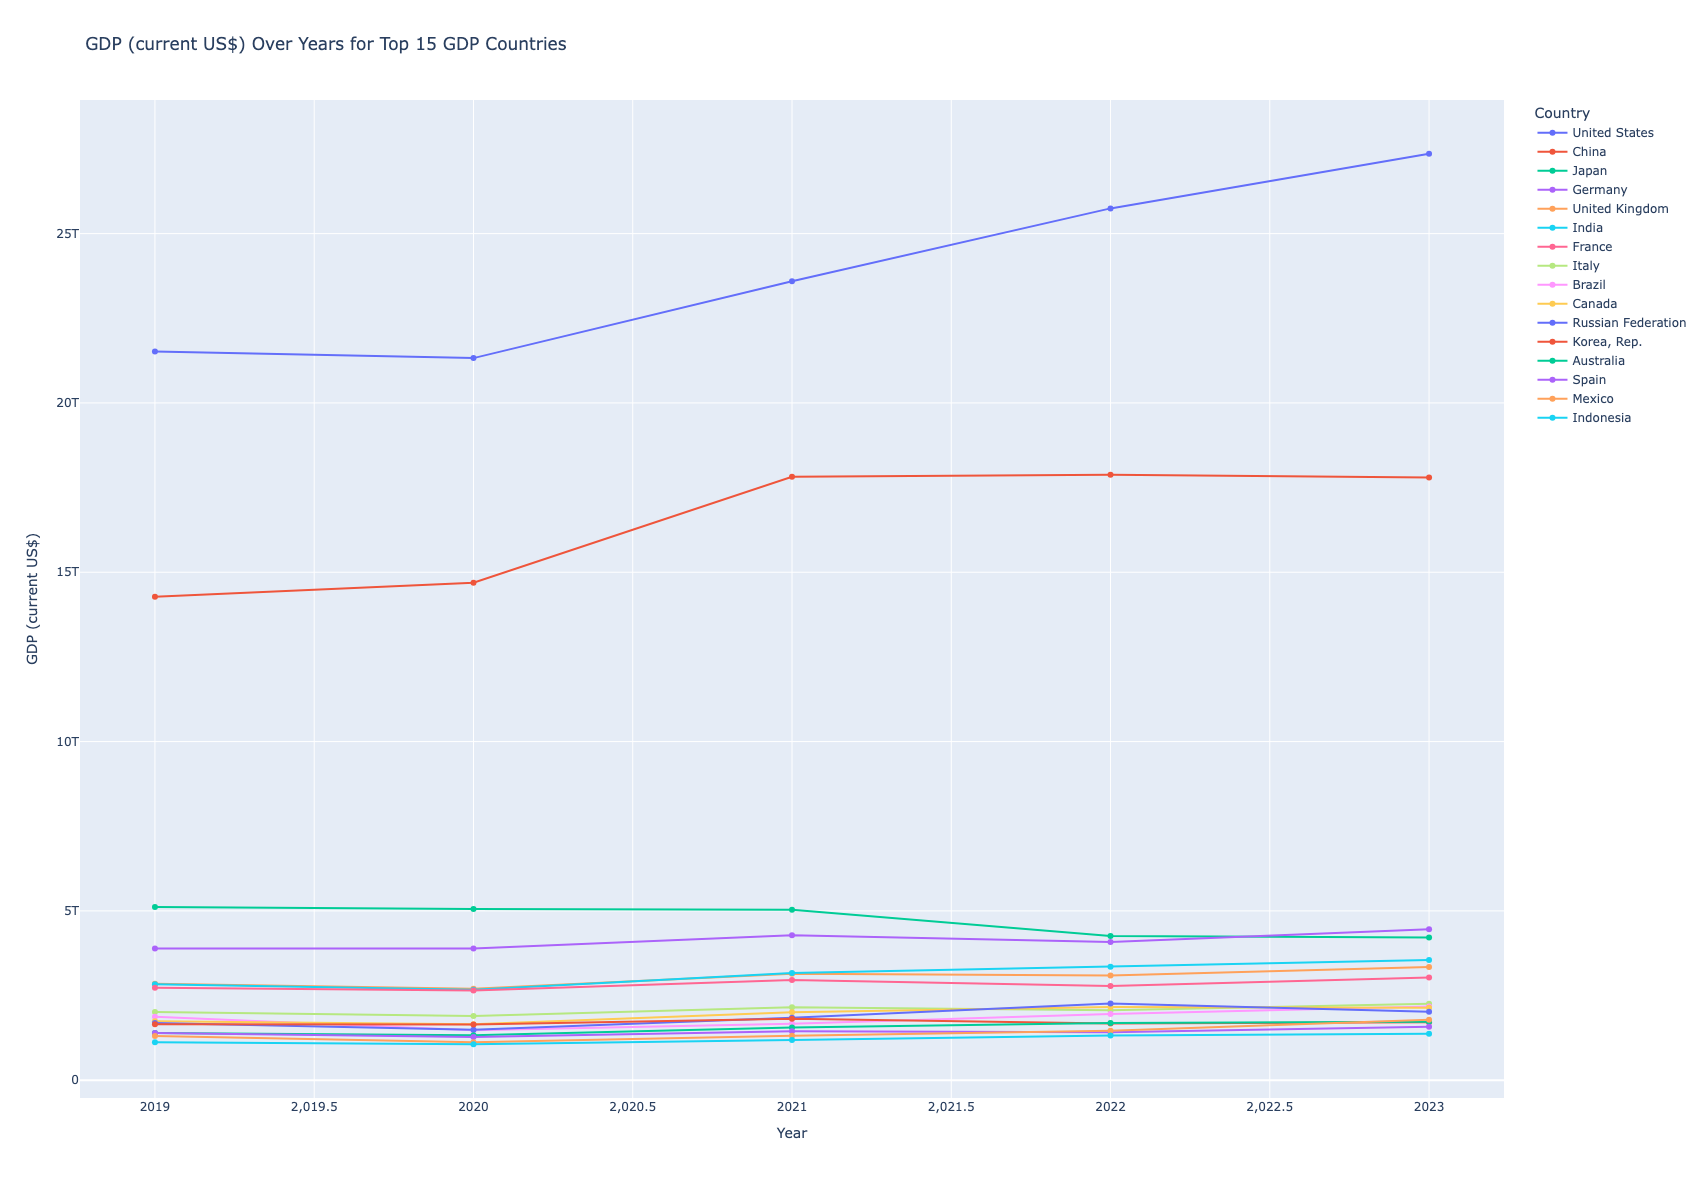 GDP (current US$) Over Years for Top 15 GDP Countries
Country
United States
China
Japan
Germany
United Kingdom
India
France
Italy
Brazil
Canada
Russian Federation
Korea, Rep.
Australia
Spain
Mexico
Indonesia
GDP (current US$)
25T
20T
15T
10T
5T
0
2019 2,019.5 2020 2,020.5 2021 2,021.5 2022 2,022.5 2023
Year